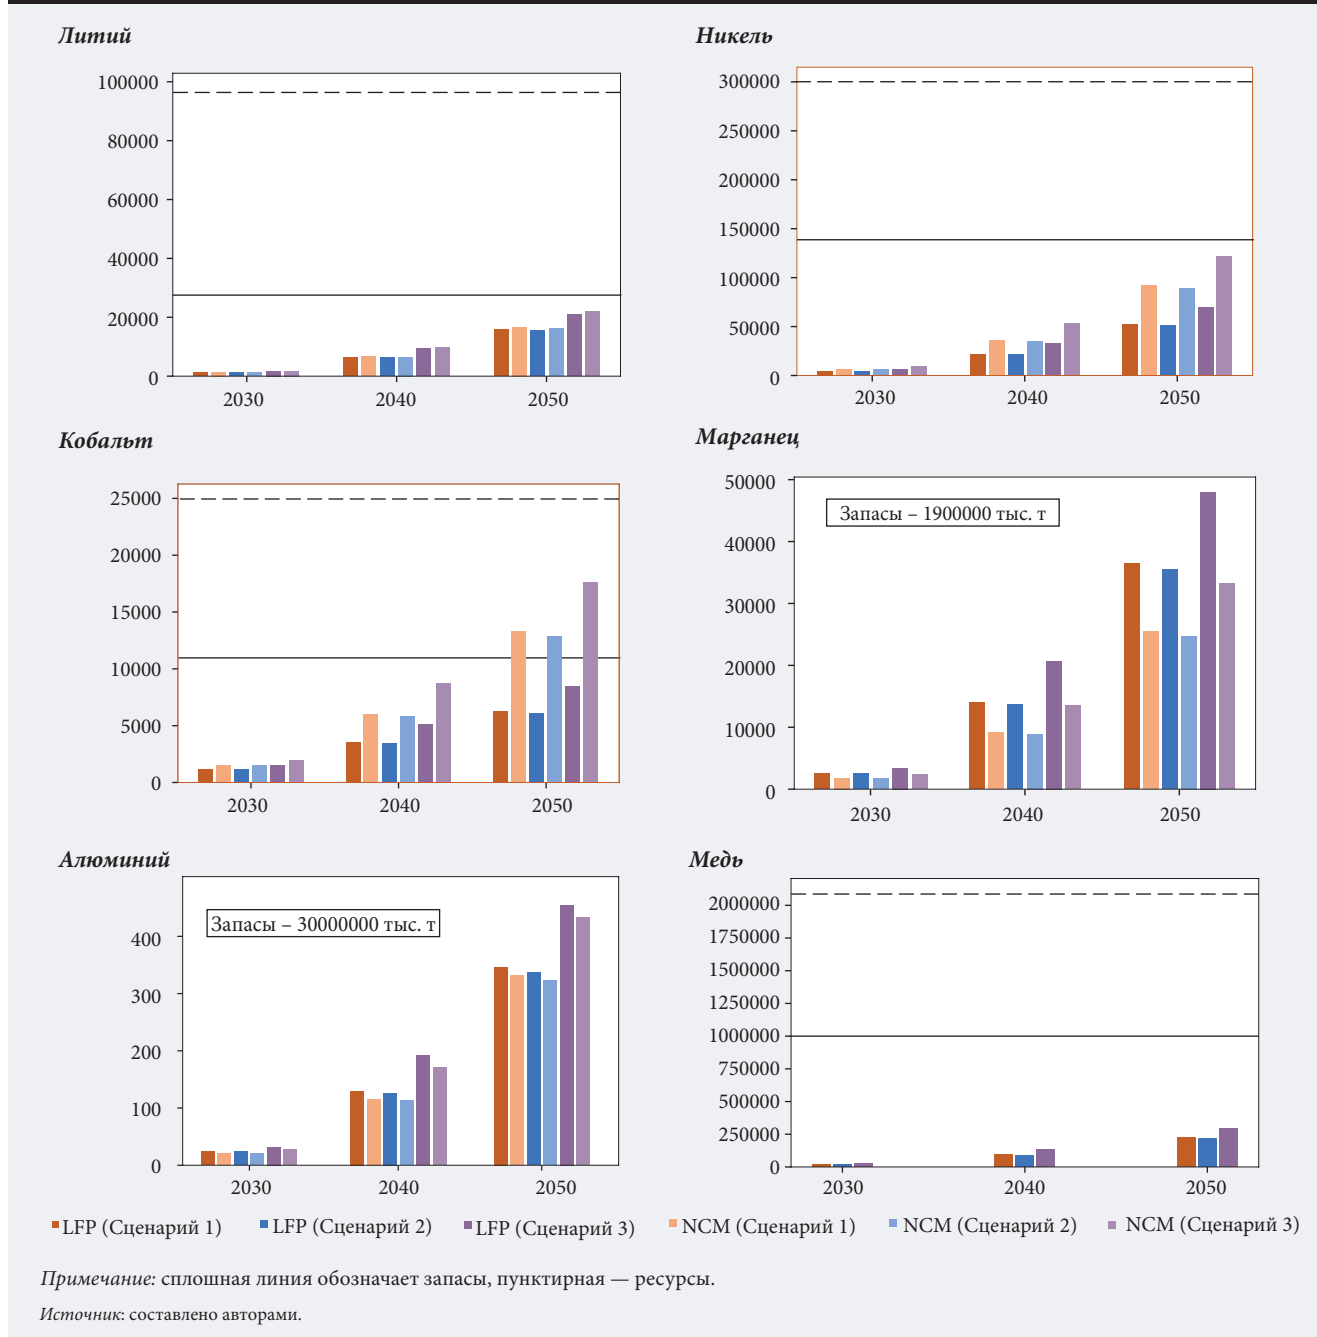 Литий
100000
80000
60000
40000
20000
0
2030 2040 2050
Никель
300000
250000
200000
150000
100000
50000
0
2030 2040 2050
Кобальт
25000
20000
15000
10000
5000
0
2030 2040 2050
Марганец
Запасы – 1900000 тыс. т
50000
40000
30000
20000
10000
0
2030 2040 2050
Алюминий
Запасы – 30000000 тыс. т
400
300
200
100
0
2030 2040 2050
Медь
2000000
1750000
1500000
1250000
1000000
750000
500000
250000
0
2030 2040 2050
LFP (Сценарий 1) LFP (Сценарий 2) LFP (Сценарий 3) NCM (Сценарий 1) NCM (Сценарий 2) NCM (Сценарий 3)
Примечание: сплошная линия обозначает запасы, пунктирная — ресурсы.
Источник: составлено авторами.